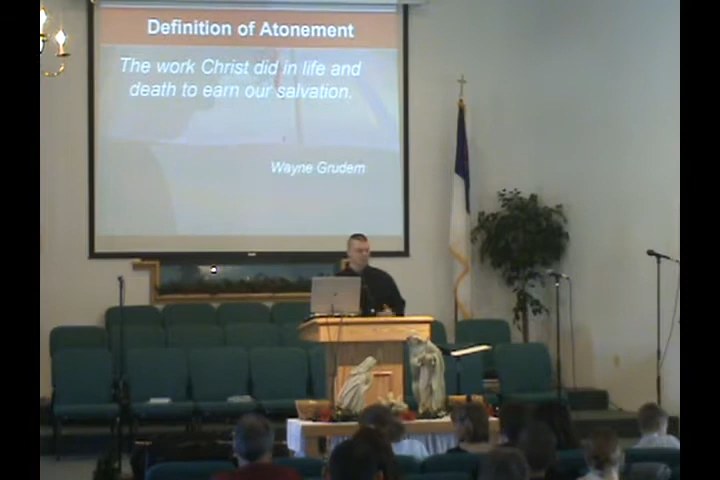 Definition of Atonement
The work Christ did in life and
death to earn our salvation.
Wayne Grudem